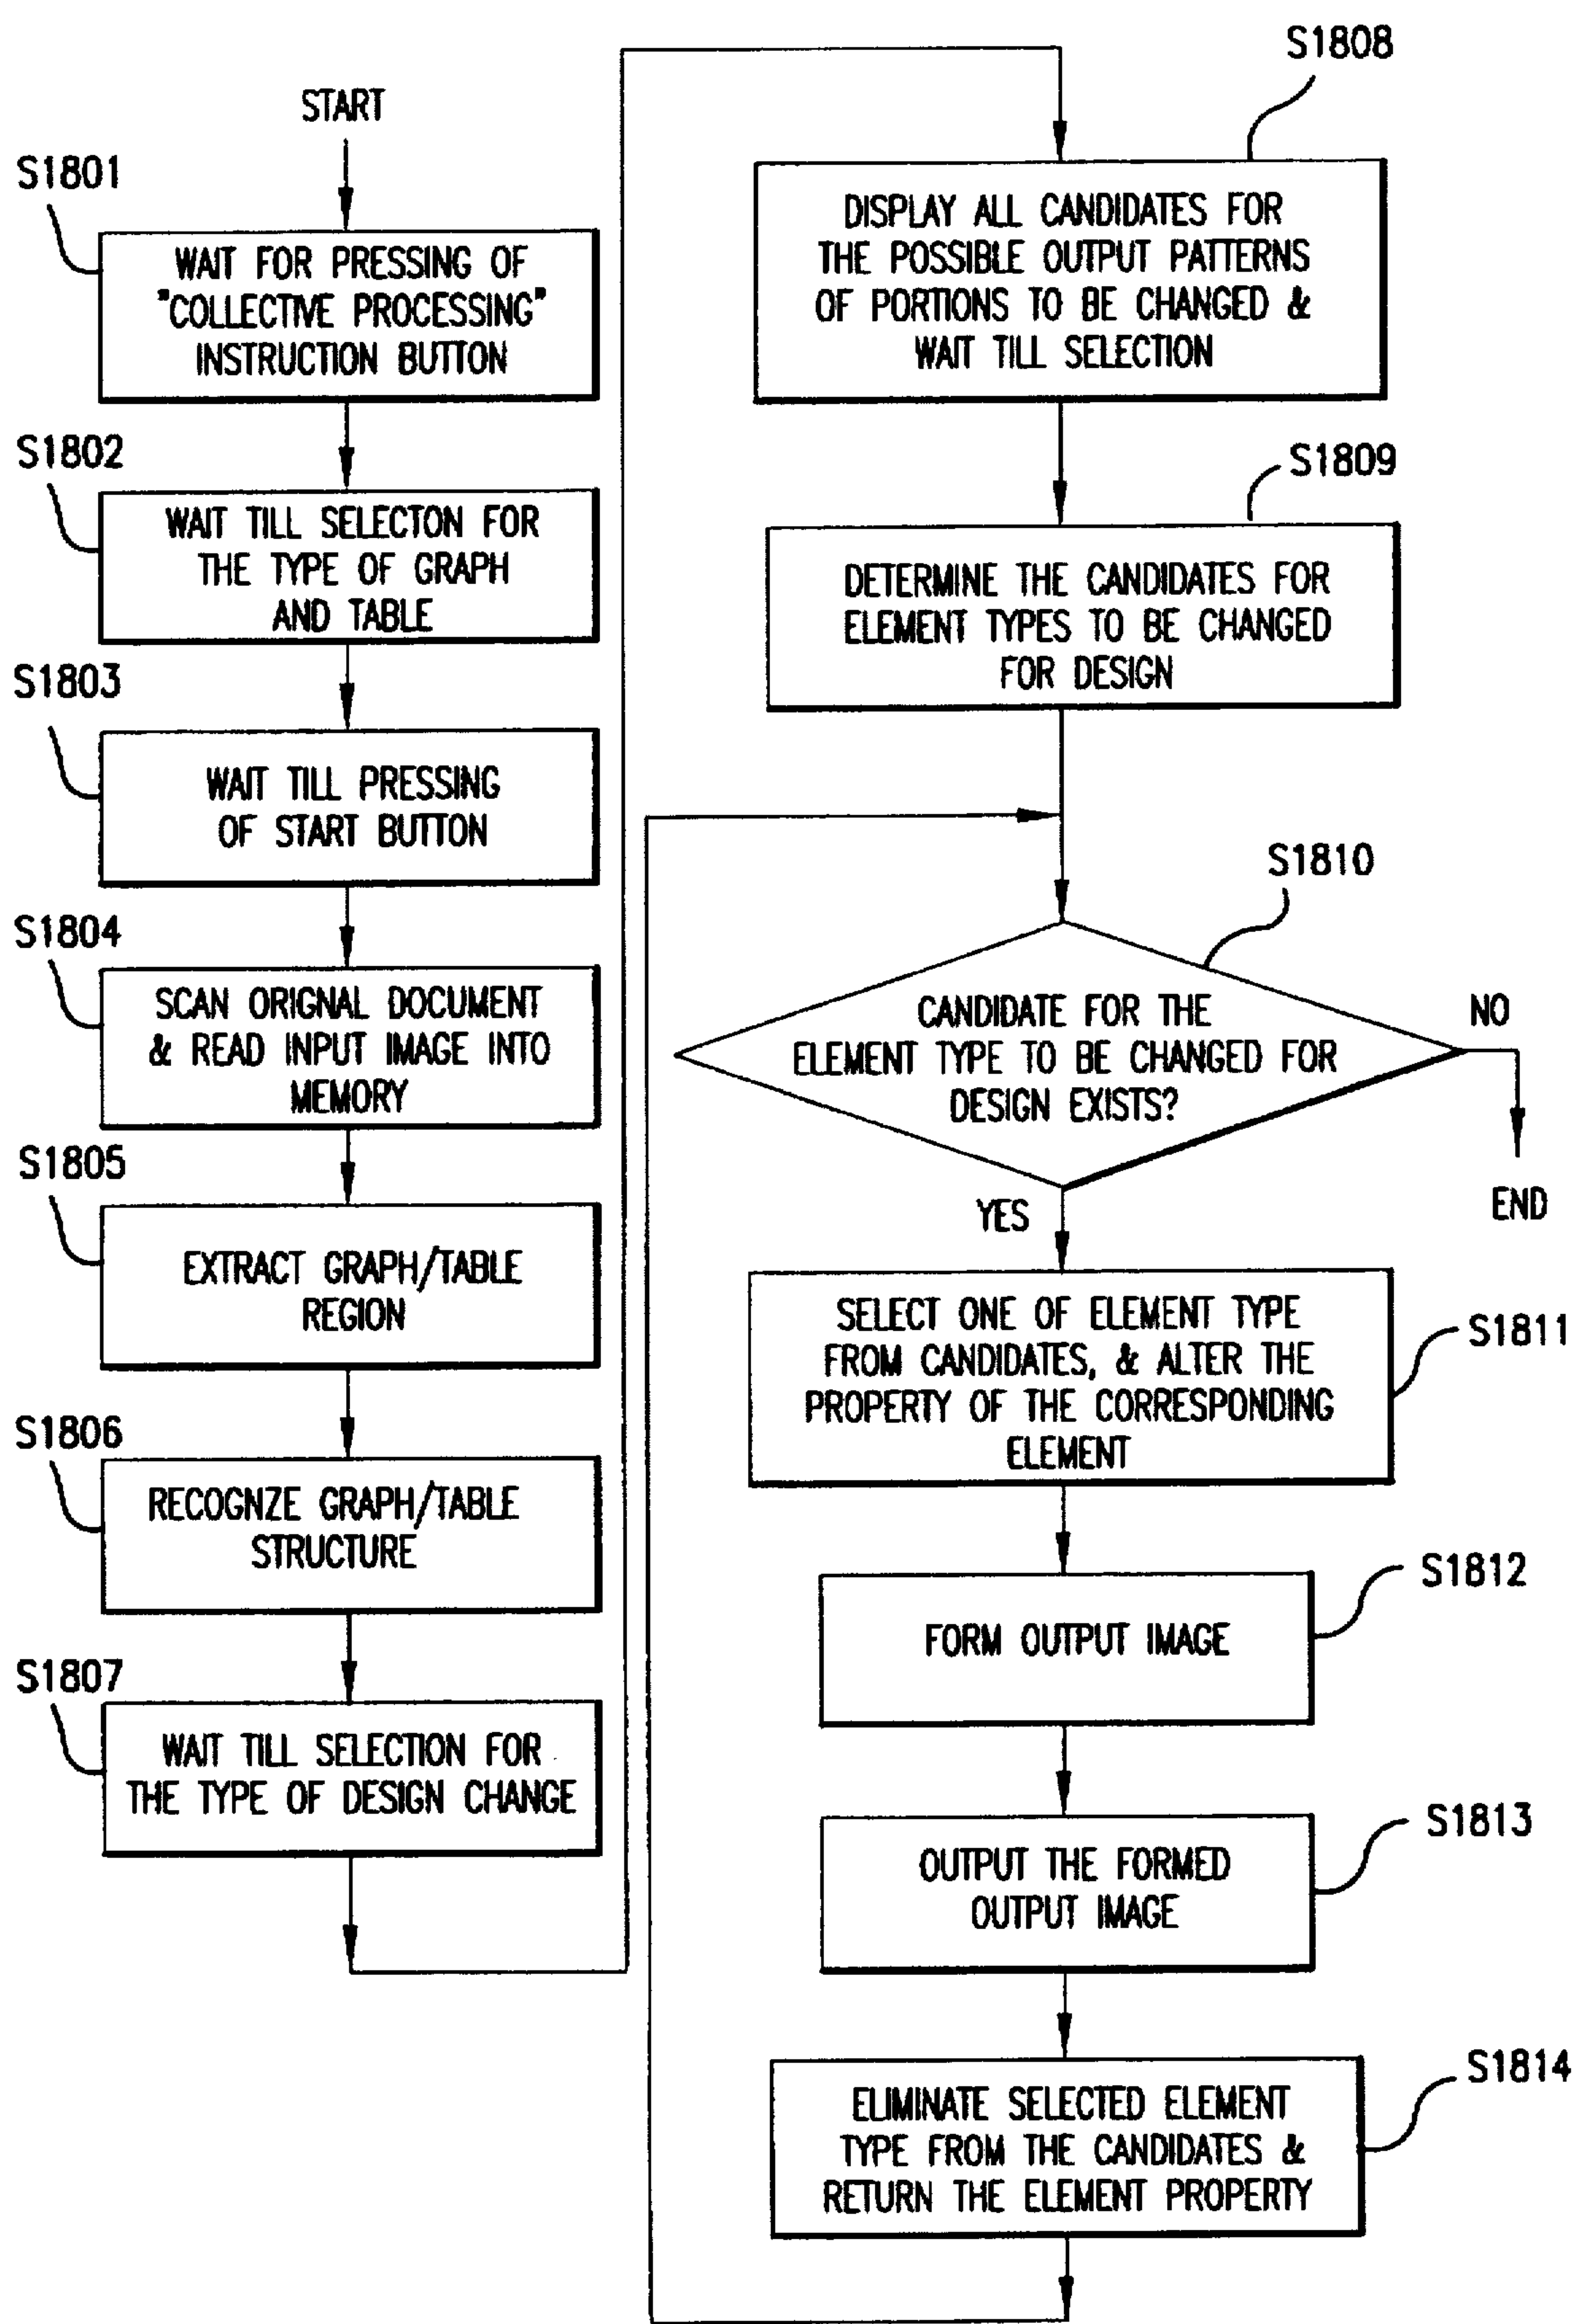 START
S1801
WAIT FOR PRESSING OF
"COLLECTIVE PROCESSING"
INSTRUCTION BUTTON
S1802
WAIT TILL SELECTON FOR
THE TYPE OF GRAPH
AND TABLE
S1803
WAIT TILL PRESSING
OF START BUTTON
S1804
SCAN ORIGNAL DOCUMENT
& READ INPUT IMAGE INTO
MEMORY
S1805
EXTRACT GRAPH/TABLE
REGION
S1806
RECOGNZE GRAPH/TABLE
STRUCTURE
S1807
WAIT TILL SELECTION FOR
THE TYPE OF DESIGN CHANGE
S1808
DISPLAY ALL CANDIDATES FOR
THE POSSIBLE OUTPUT PATTERNS
OF PORTIONS TO BE CHANGED &
WAIT TILL SELECTION
S1809
DETERMINE THE CANDIDATES FOR
ELEMENT TYPES TO BE CHANGED
FOR DESIGN
S1810
CANDIDATE FOR THE
ELEMENT TYPE TO BE CHANGED FOR
DESIGN EXISTS?
NO
END
YES
S1811
SELECT ONE OF ELEMENT TYPE
FROM CANDIDATES, & ALTER THE
PROPERTY OF THE CORRESPONDING
ELEMENT
S1812
FORM OUTPUT IMAGE
S1813
OUTPUT THE FORMED
OUTPUT IMAGE
S1814
ELIMINATE SELECTED ELEMENT
TYPE FROM THE CANDIDATES &
RETURN THE ELEMENT PROPERTY